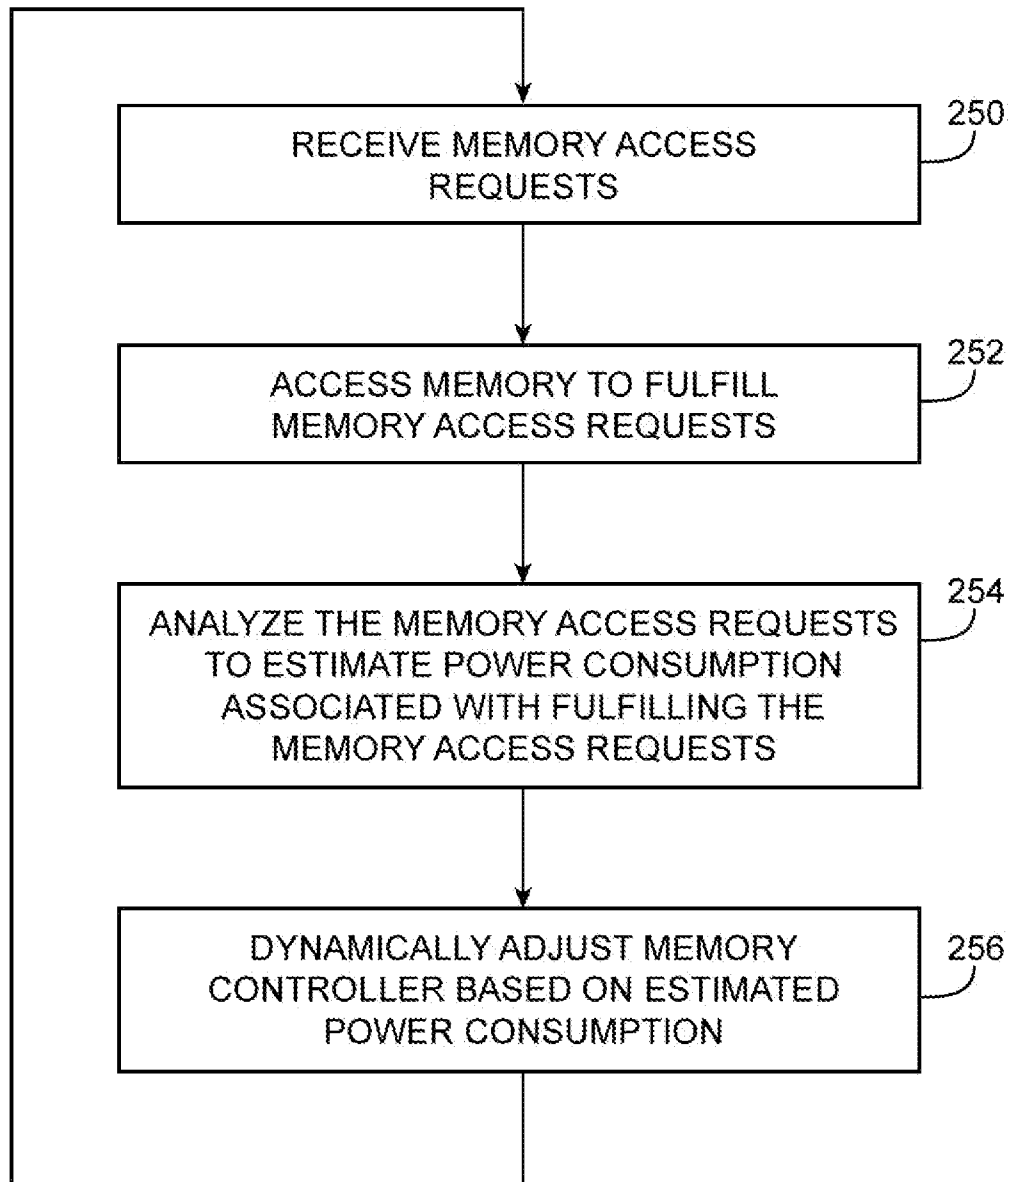 250
RECEIVE MEMORY ACCESS
REQUESTS
252
ACCESS MEMORY TO FULFILL
MEMORY ACCESS REQUESTS
254
ANALYZE THE MEMORY ACCESS REQUESTS
TO ESTIMATE POWER CONSUMPTION
ASSOCIATED WITH FULFILLING THE
MEMORY ACCESS REQUESTS
256
DYNAMICALLY ADJUST MEMORY
CONTROLLER BASED ON ESTIMATED
POWER CONSUMPTION